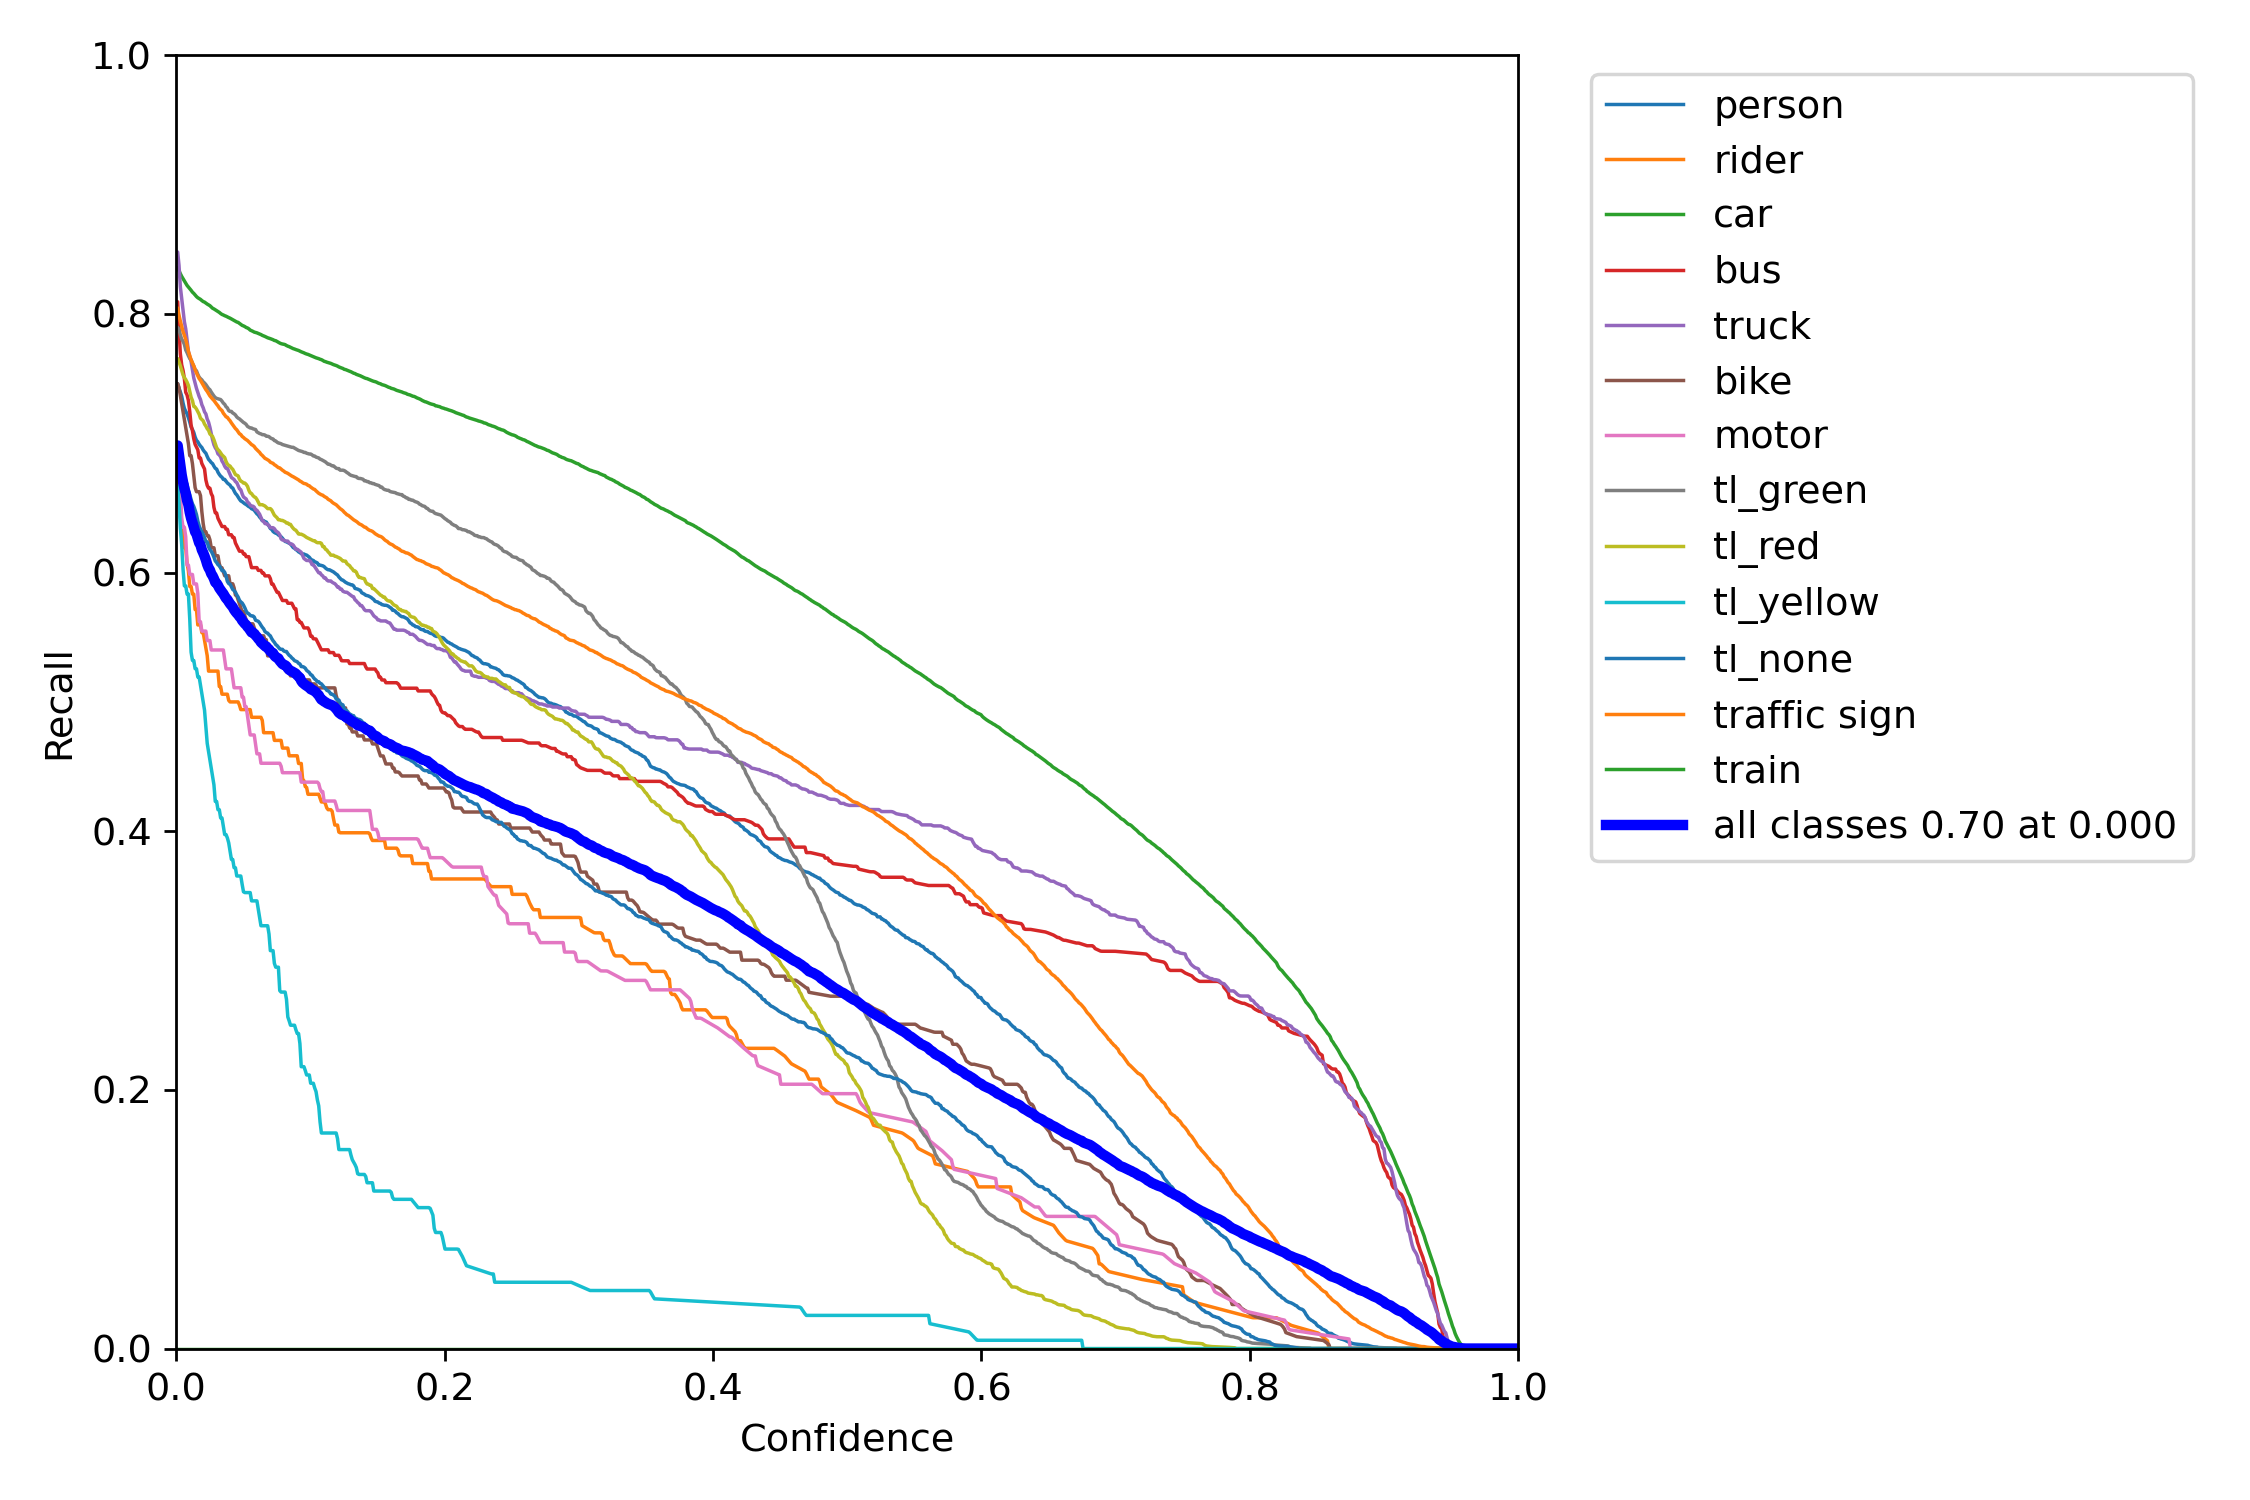 1.0
0.8
0.6
0.4
0.2
0.0
Recall
0.0 0.2 0.4 0.6 0.8 1.0
Confidence
person
rider
car
bus
truck
bike
motor
tl_green
tl_red
tl_yellow
tl_none
traffic sign
train
all classes 0.70 at 0.000